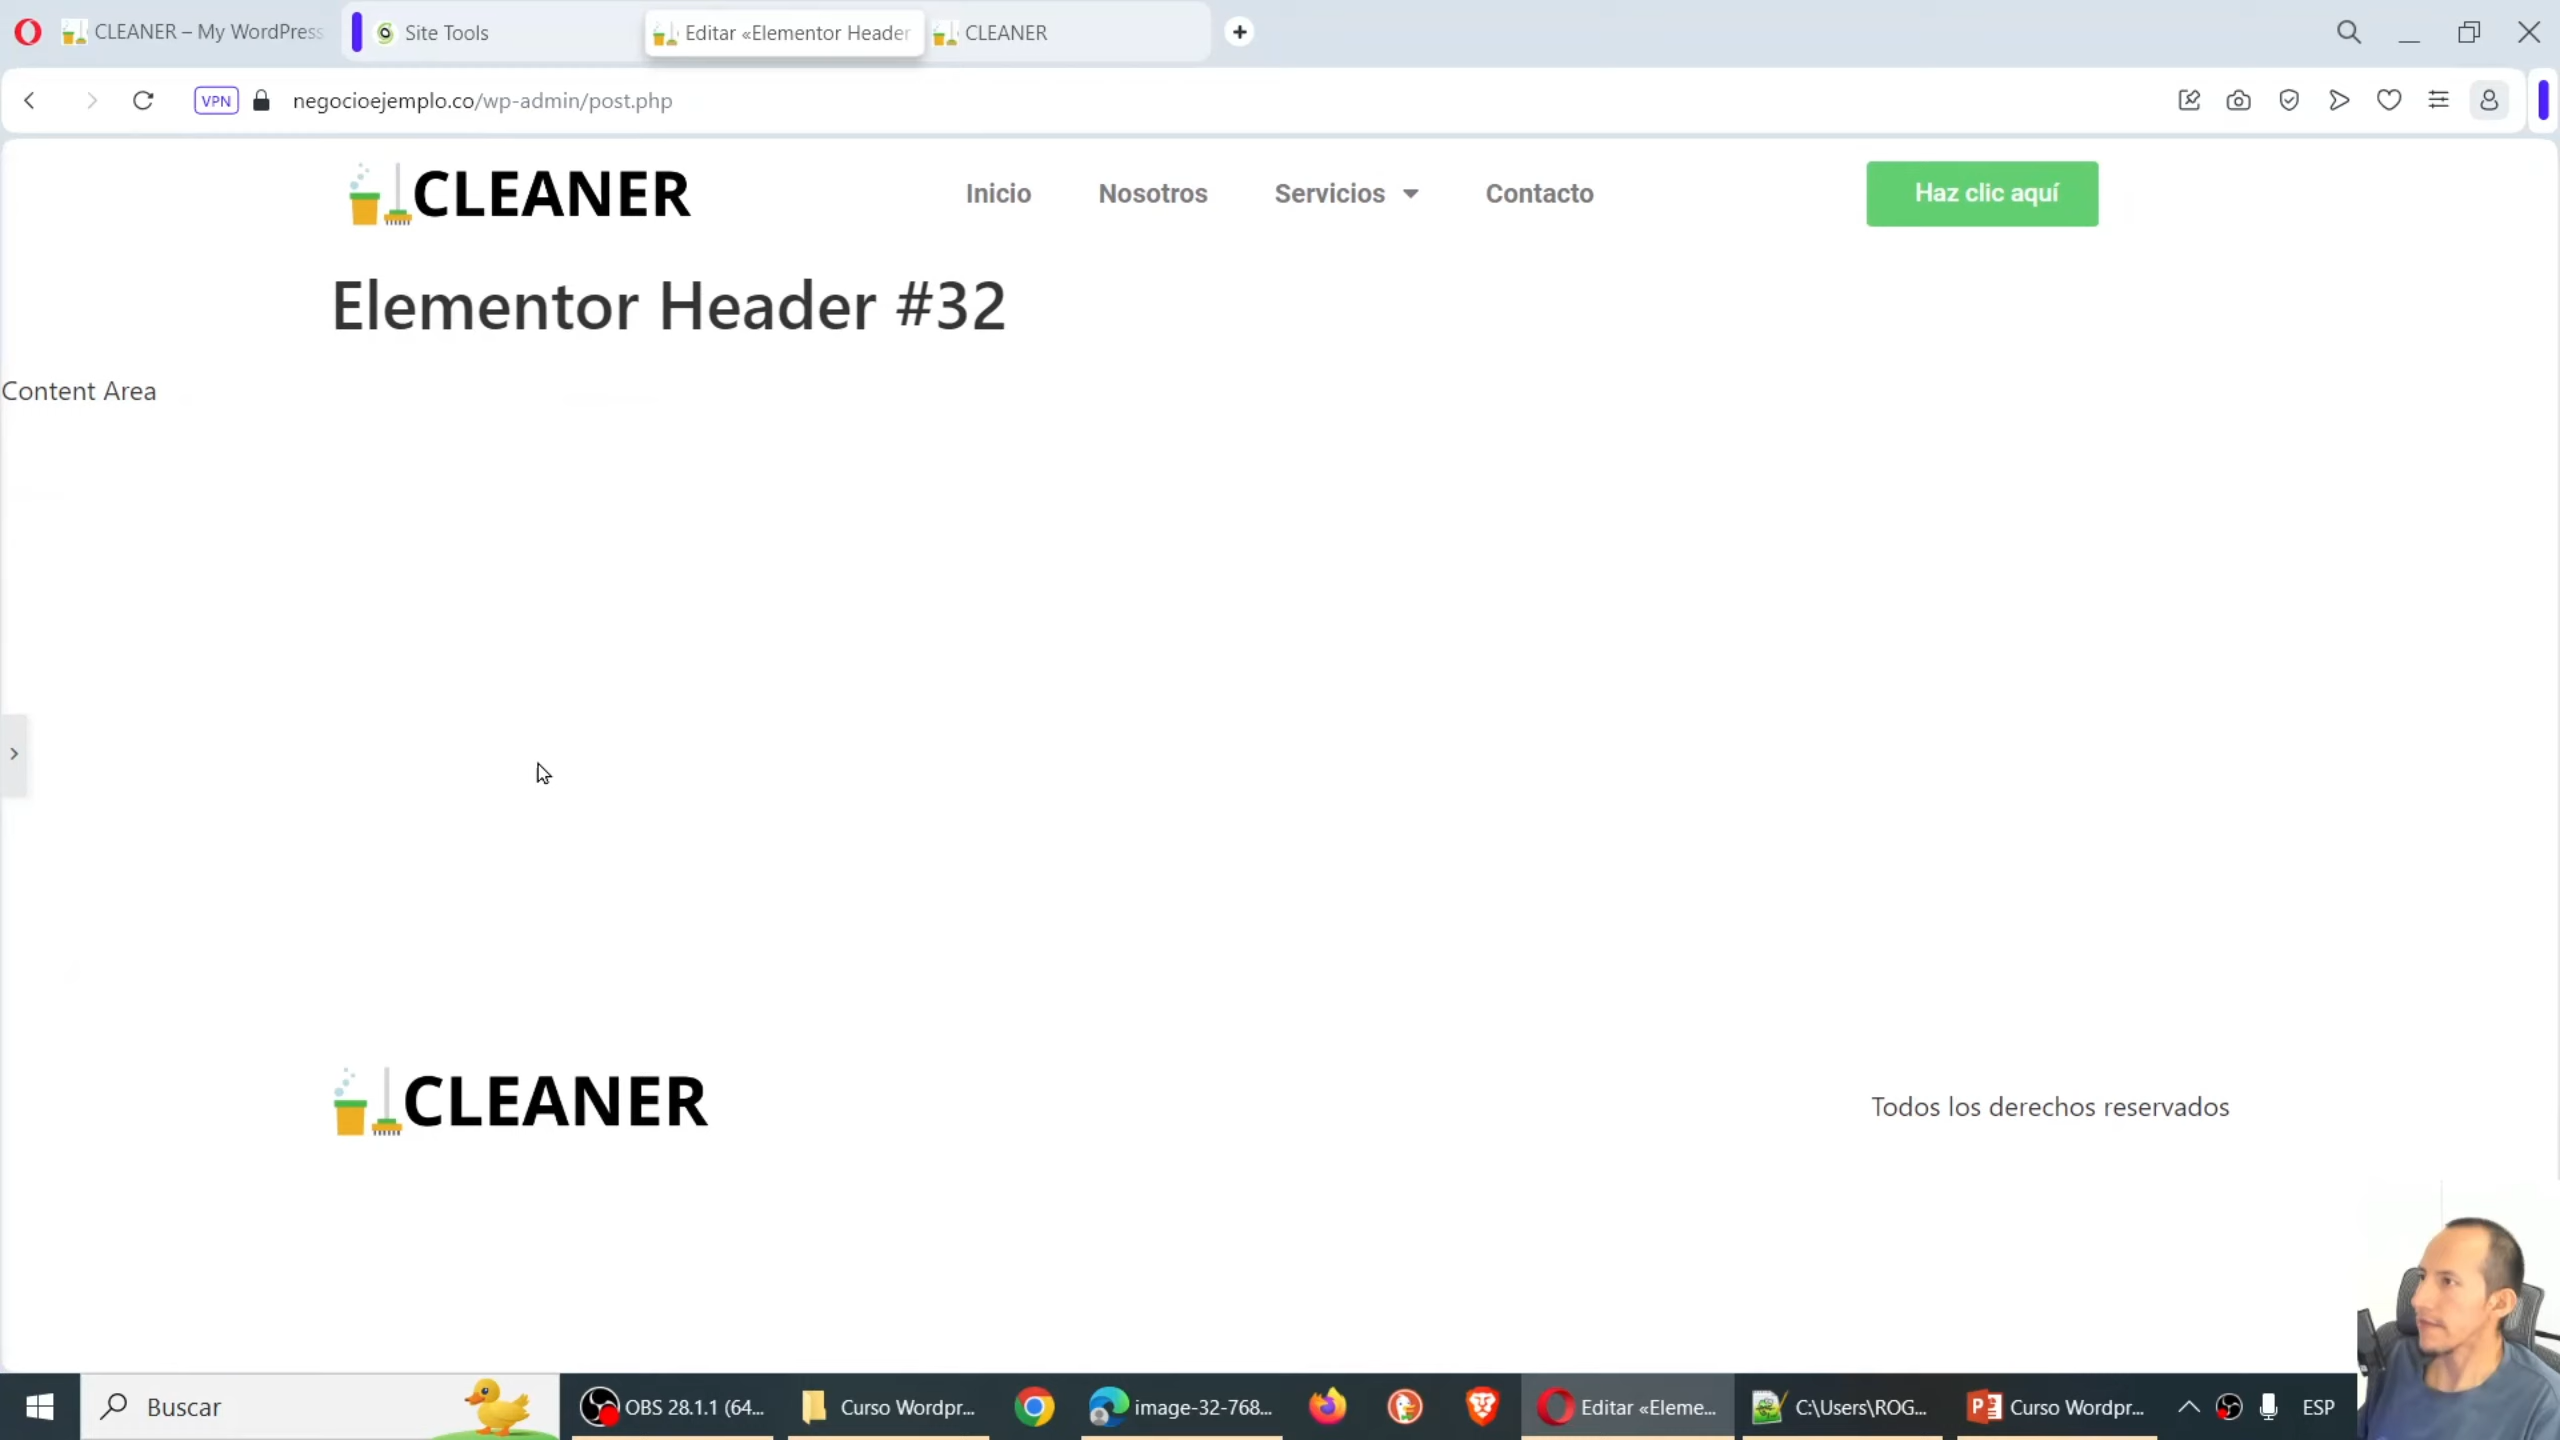 CLEANER – My WordPress
Site Tools
Editar «Elementor Header
CLEANER
VPN
negocioejemplo.co/wp-admin/post.php
CLEANER
Inicio
Nosotros
Servicios
Contacto
Haz clic aquí
Elementor Header #32
Content Area
CLEANER
Todos los derechos reservados
Buscar
OBS 28.1.1 (64...
Curso Wordpr...
image-32-768...
Editar «Eleme...
C:\Users\ROG...
Curso Wordpr...
ESP